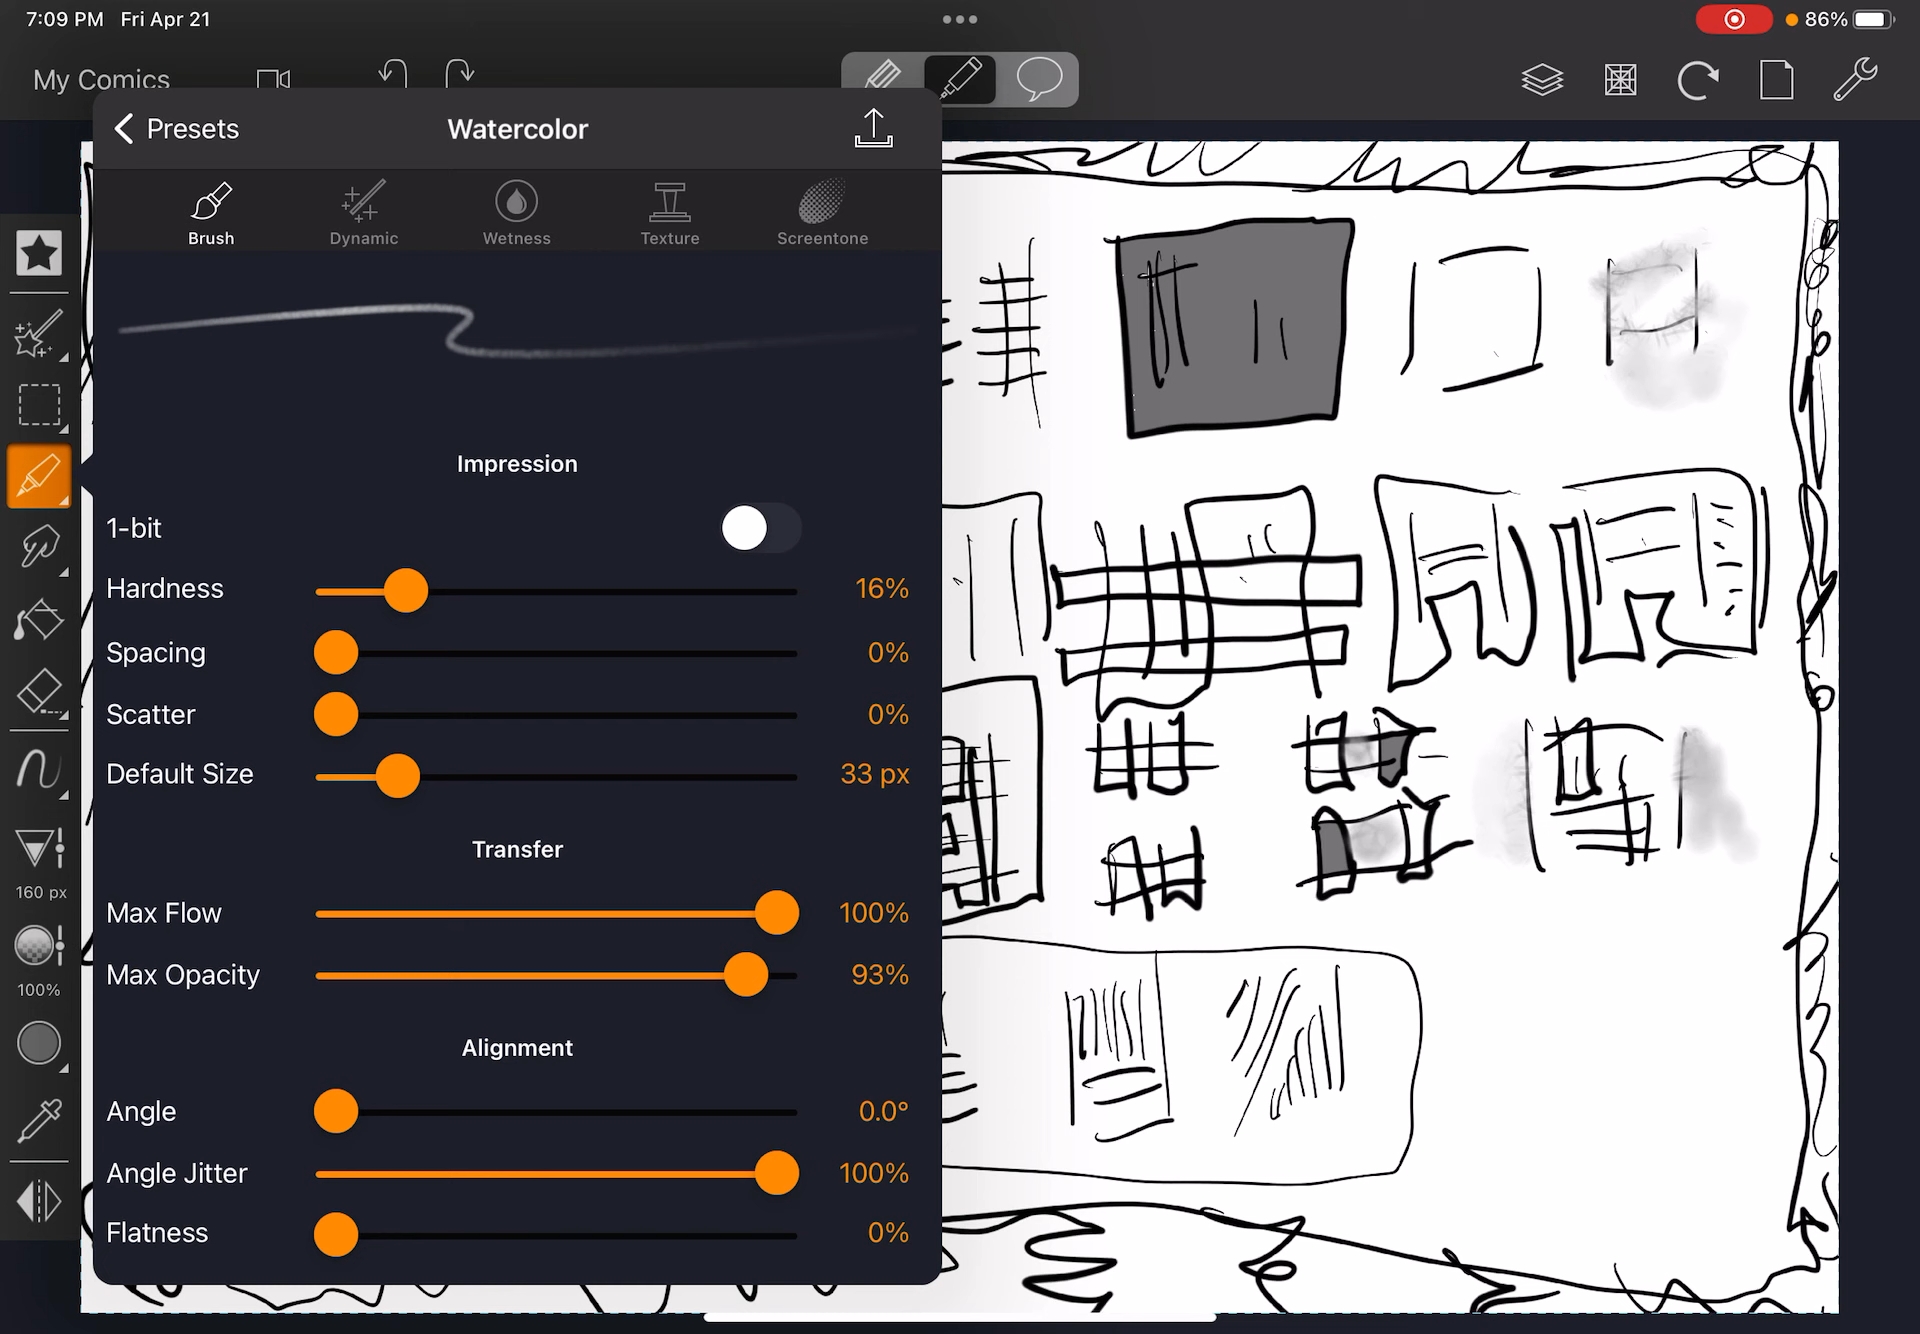 7:09 PM Fri Apr 21
86%
My Comics
Presets
Watercolor
Brush
Dynamic
Wetness
Texture
Screentone
Impression
1-bit
Hardness 16%
Spacing 0%
Scatter 0%
Default Size 33 px
Transfer
160 px
Max Flow 100%
Max Opacity 93%
100%
Alignment
Angle 0.0°
Angle Jitter 100%
Flatness 0%